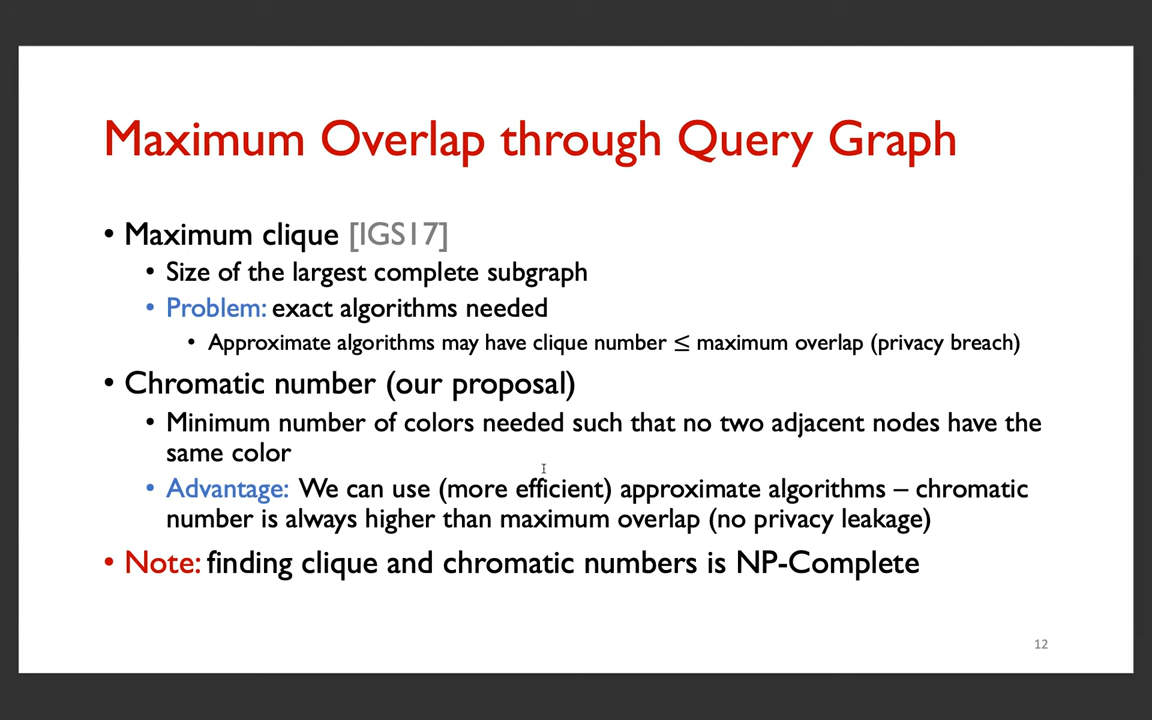 Maximum Overlap through Query Graph
• Maximum clique [IGS17]
• Size of the largest complete subgraph
• Problem: exact algorithms needed
• Approximate algorithms may have clique number ≤ maximum overlap (privacy breach)
• Chromatic number (our proposal)
• Minimum number of colors needed such that no two adjacent nodes have the
same color
• Advantage: We can use (more efficient) approximate algorithms – chromatic
number is always higher than maximum overlap (no privacy leakage)
• Note: finding clique and chromatic numbers is NP-Complete
12